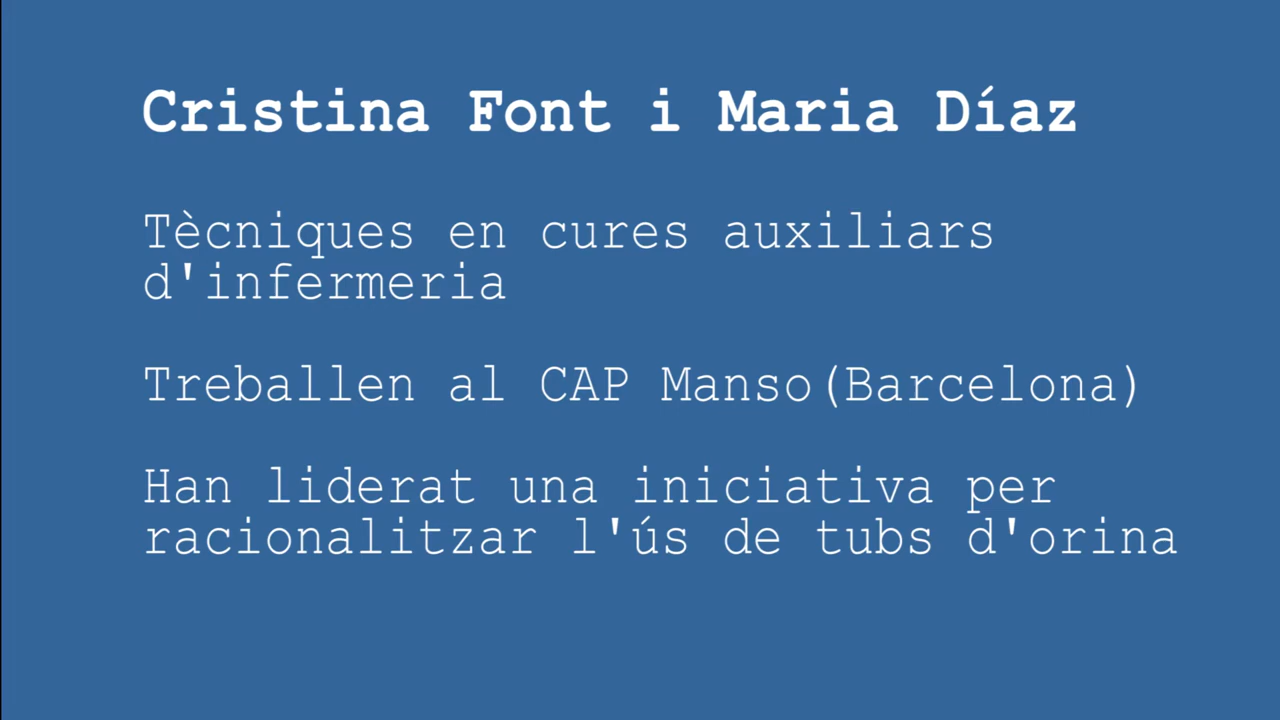 Cristina Font i Maria Díaz
Tècniques en cures auxiliars
d'infermeria
Treballen al CAP Manso(Barcelona)
Han liderat una iniciativa per
racionalitzar l'ús de tubs d'orina